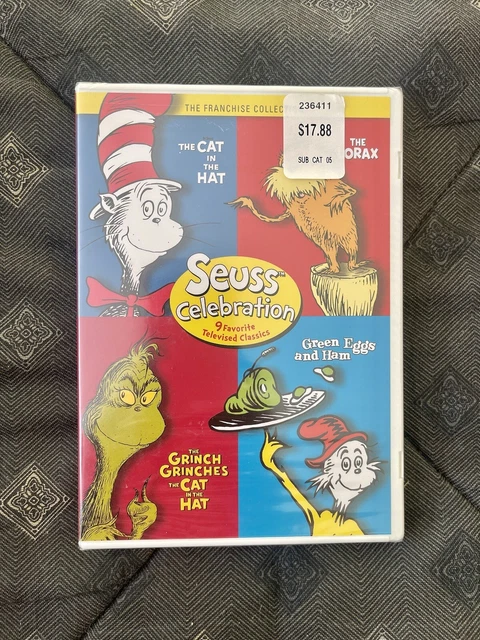 THE FRANCHISE COLLEC
236411
$17.88
SUB CAT 05
THE CAT
IN
THE
HAT
THE
ORAX
Seuss™
Celebration
9 Favorite
Televised Classics
Green Eggs
and Ham
THE
GRINCH
GRINCHES
THE CAT
IN THE
HAT